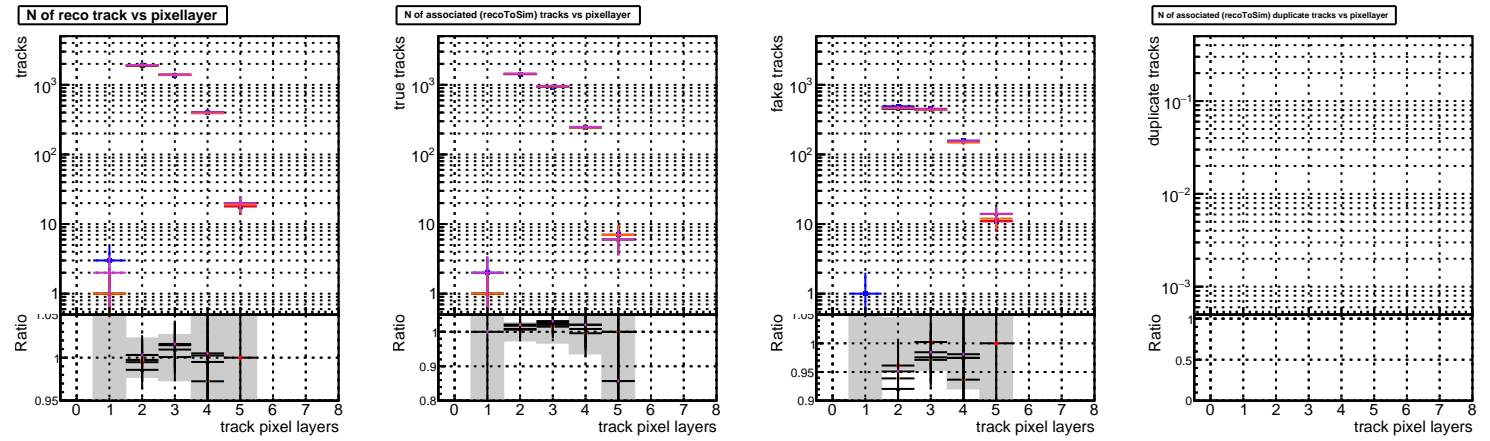 N of reco track vs pixellayer
tracks
10³
10²
10
1
Ratio
1.05
1
0.95
0 1 2 3 4 5 6 7 8
track pixel layers
N of associated (recoToSim) tracks vs pixellayer
true tracks
10³
10²
10
1
Ratio
1
0.9
0.8
0 1 2 3 4 5 6 7 8
track pixel layers
fake tracks
10³
10²
10
1
Ratio
1.05
1
0.95
0.9
0 1 2 3 4 5 6 7 8
track pixel layers
N of associated (recoToSim) duplicate tracks vs pixellayer
duplicate tracks
10⁻¹
10⁻²
10⁻³
Ratio
1
0.5
0
0 1 2 3 4 5 6 7 8
track pixel layers